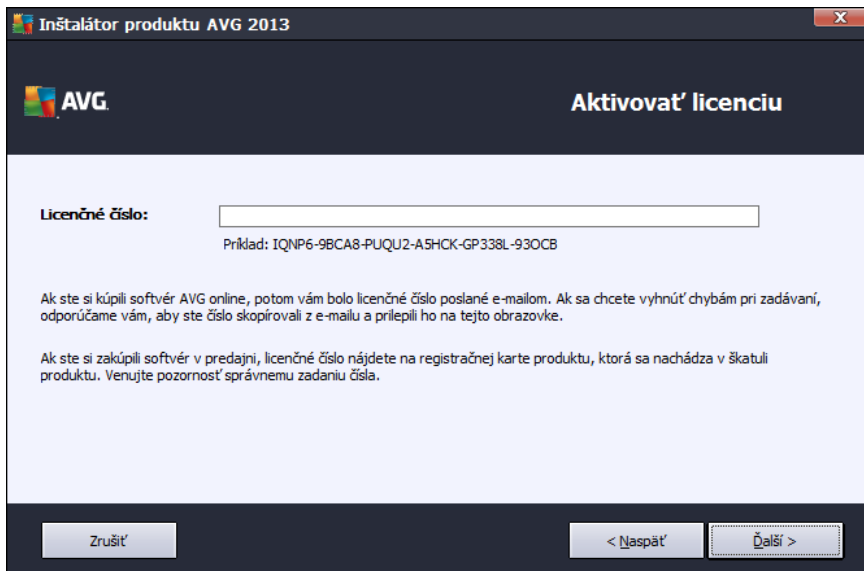 Inštalátor produktu AVG 2013
AVG.
Aktivovať licenciu
Licenčné číslo:
Príklad: IQNP6-9BCA8-PUQU2-A5HCK-GP338L-93OCB
Ak ste si kúpili softvér AVG online, potom vám bolo licenčné číslo poslané e-mailom. Ak sa chcete vyhnúť chybám pri zadávaní,
odporúčame vám, aby ste číslo skopírovali z e-mailu a prilepili ho na tejto obrazovke.
Ak ste si zakúpili softvér v predajni, licenčné číslo nájdete na registračnej karte produktu, ktorá sa nachádza v škatuli
produktu. Venujte pozornosť správnemu zadaniu čísla.
Zrušiť
< Naspäť
Ďalší >